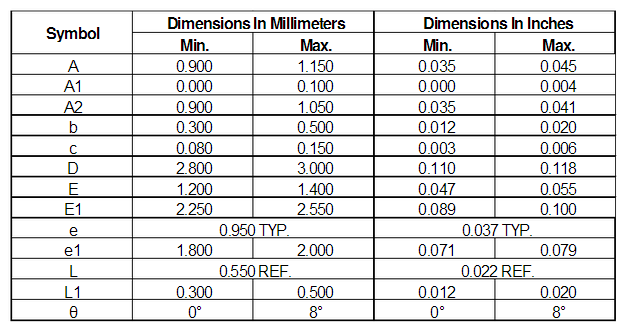 Symbol Dimensions In Millimeters Dimensions In Inches
Min. Max. Min. Max.
A 0.900 1.150 0.035 0.045
A1 0.000 0.100 0.000 0.004
A2 0.900 1.050 0.035 0.041
b 0.300 0.500 0.012 0.020
c 0.080 0.150 0.003 0.006
D 2.800 3.000 0.110 0.118
E 1.200 1.400 0.047 0.055
E1 2.250 2.550 0.089 0.100
e 0.950 TYP. 0.037 TYP.
e1 1.800 2.000 0.071 0.079
L 0.550 REF. 0.022 REF.
L1 0.300 0.500 0.012 0.020
θ 0° 8° 0° 8°